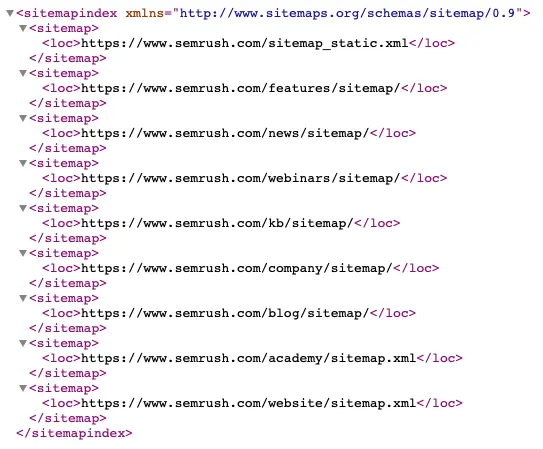 ▼<sitemapindex xmlns="http://www.sitemaps.org/schemas/sitemap/0.9">
▼<sitemap>
<loc>https://www.semrush.com/sitemap_static.xml</loc>
</sitemap>
▼<sitemap>
<loc>https://www.semrush.com/features/sitemap/</loc>
</sitemap>
▼<sitemap>
<loc>https://www.semrush.com/news/sitemap/</loc>
</sitemap>
▼<sitemap>
<loc>https://www.semrush.com/webinars/sitemap/</loc>
</sitemap>
▼<sitemap>
<loc>https://www.semrush.com/kb/sitemap/</loc>
</sitemap>
▼<sitemap>
<loc>https://www.semrush.com/company/sitemap/</loc>
</sitemap>
▼<sitemap>
<loc>https://www.semrush.com/blog/sitemap/</loc>
</sitemap>
▼<sitemap>
<loc>https://www.semrush.com/academy/sitemap.xml</loc>
</sitemap>
▼<sitemap>
<loc>https://www.semrush.com/website/sitemap.xml</loc>
</sitemap>
</sitemapindex>